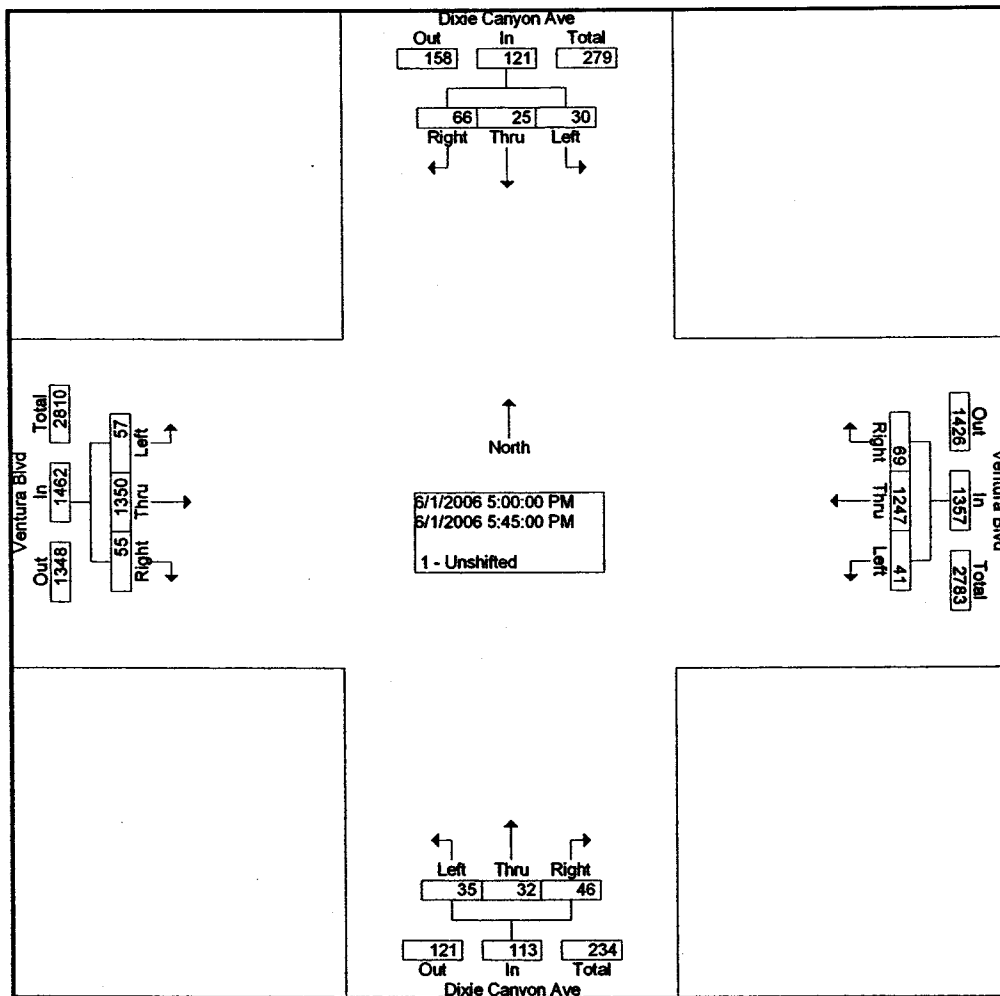 Dixie Canyon Ave
Out In Total
158 121 279
66 25 30
Right Thru Left
Ventura Blvd
Total In Out
2810 1462 1348
57 1350 55
Left Thru Right
North
6/1/2006 5:00:00 PM
6/1/2006 5:45:00 PM
1 - Unshifted
Right Thru Left
69 1247 41
Out In Total
1426 1357 2783
Ventura Blvd
Left Thru Right
35 32 46
121 113 234
Out In Total
Dixie Canyon Ave